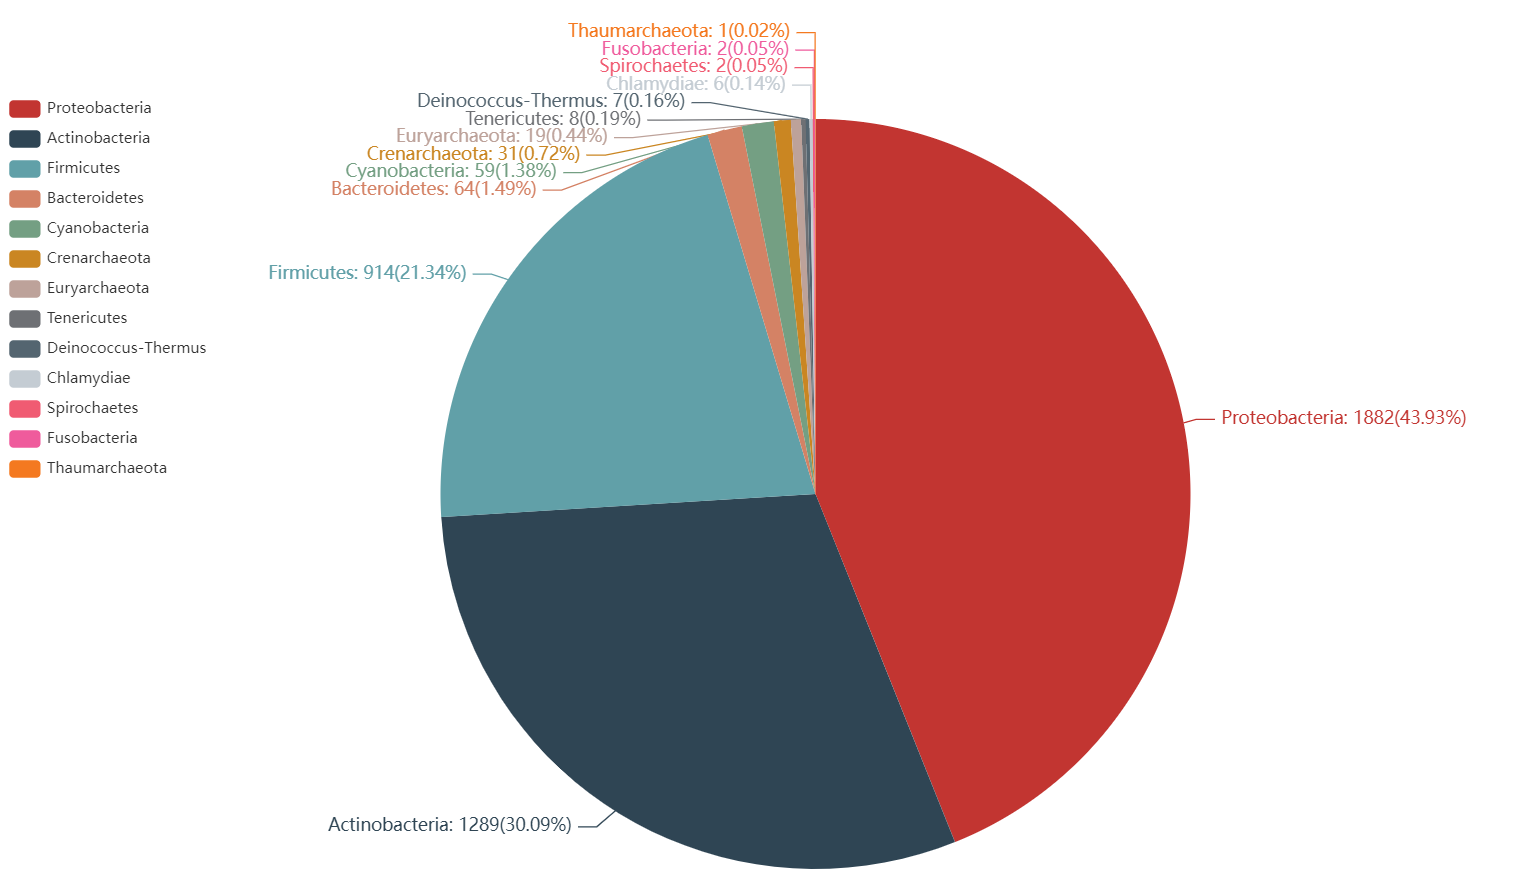 Proteobacteria
Actinobacteria
Firmicutes
Bacteroidetes
Cyanobacteria
Crenarchaeota
Euryarchaeota
Tenericutes
Deinococcus-Thermus
Chlamydiae
Spirochaetes
Fusobacteria
Thaumarchaeota
Thaumarchaeota: 1(0.02%)
Fusobacteria: 2(0.05%)
Spirochaetes: 2(0.05%)
Chlamydiae: 6(0.14%)
Deinococcus-Thermus: 7(0.16%)
Tenericutes: 8(0.19%)
Euryarchaeota: 19(0.44%)
Crenarchaeota: 31(0.72%)
Cyanobacteria: 59(1.38%)
Bacteroidetes: 64(1.49%)
Firmicutes: 914(21.34%)
Proteobacteria: 1882(43.93%)
Actinobacteria: 1289(30.09%)